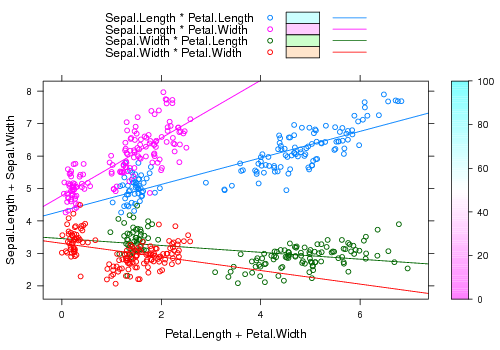 Sepal.Length * Petal.Length
Sepal.Length * Petal.Width
Sepal.Width * Petal.Length
Sepal.Width * Petal.Width
8
7
6
5
4
3
2
Sepal.Length + Sepal.Width
0
2
4
6
Petal.Length + Petal.Width
100
80
60
40
20
0